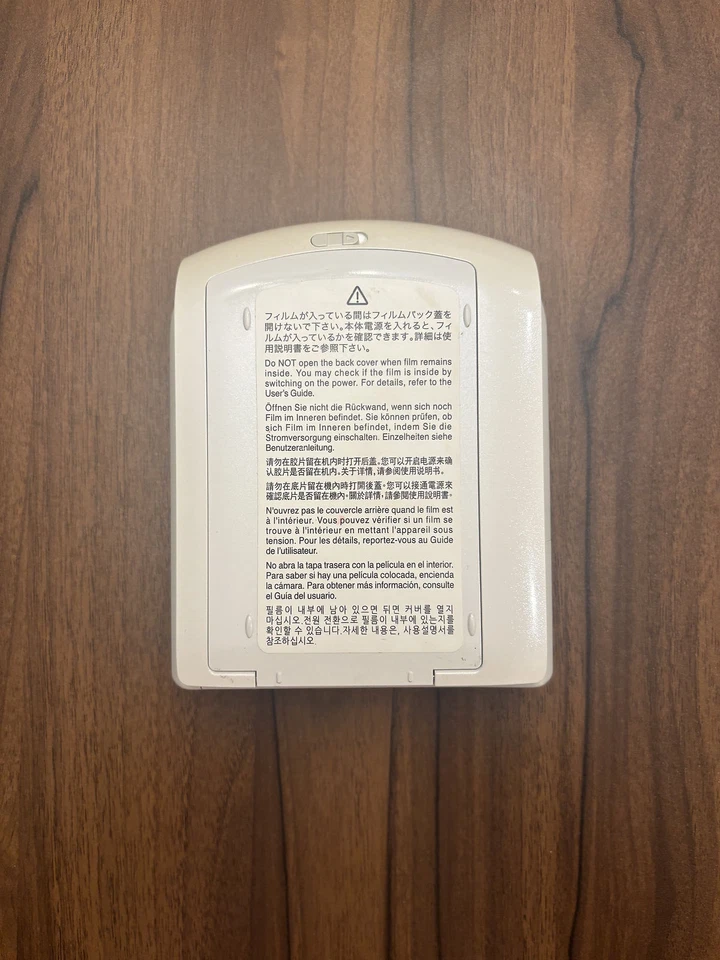 フィルムが入っている間はフィルムパック蓋を
開けないで下さい。本体電源を入れると、フィ
ルムが入っているかを確認できます。詳細は使
用説明書をご参照下さい。
Do NOT open the back cover when film remains
inside. You may check if the film is inside by
switching on the power. For details, refer to the
User's Guide.
Öffnen Sie nicht die Rückwand, wenn sich noch
Film im Inneren befindet. Sie können prüfen, ob
sich Film im Inneren befindet, indem Sie die
Stromversorgung einschalten. Einzelheiten siehe
Benutzeranleitung.
请勿在胶片留在机内时打开后盖。您可以开启电源来确
认胶片是否留在机内。关于详情,请参阅使用说明书。
請勿在底片留在機內時打開後蓋。您可以接通電源來
確認底片是否留在機內。關於詳情,請參閱使用說明書。
N'ouvrez pas le couvercle arrière quand le film est
à l'intérieur. Vous pouvez vérifier si un film se
trouve à l'intérieur en mettant l'appareil sous
tension. Pour les détails, reportez-vous au Guide
de l'utilisateur.
No abra la tapa trasera con la película en el interior.
Para saber si hay una película colocada, encienda
la cámara. Para obtener más información, consulte
el Guía del usuario.
필름이 내부에 남아 있으면 뒤면 커버를 열지
마십시오.전원 전환으로 필름이 내부에 있는지를
확인할 수 있습니다.자세한 내용은, 사용설명서를
참조하십시오.